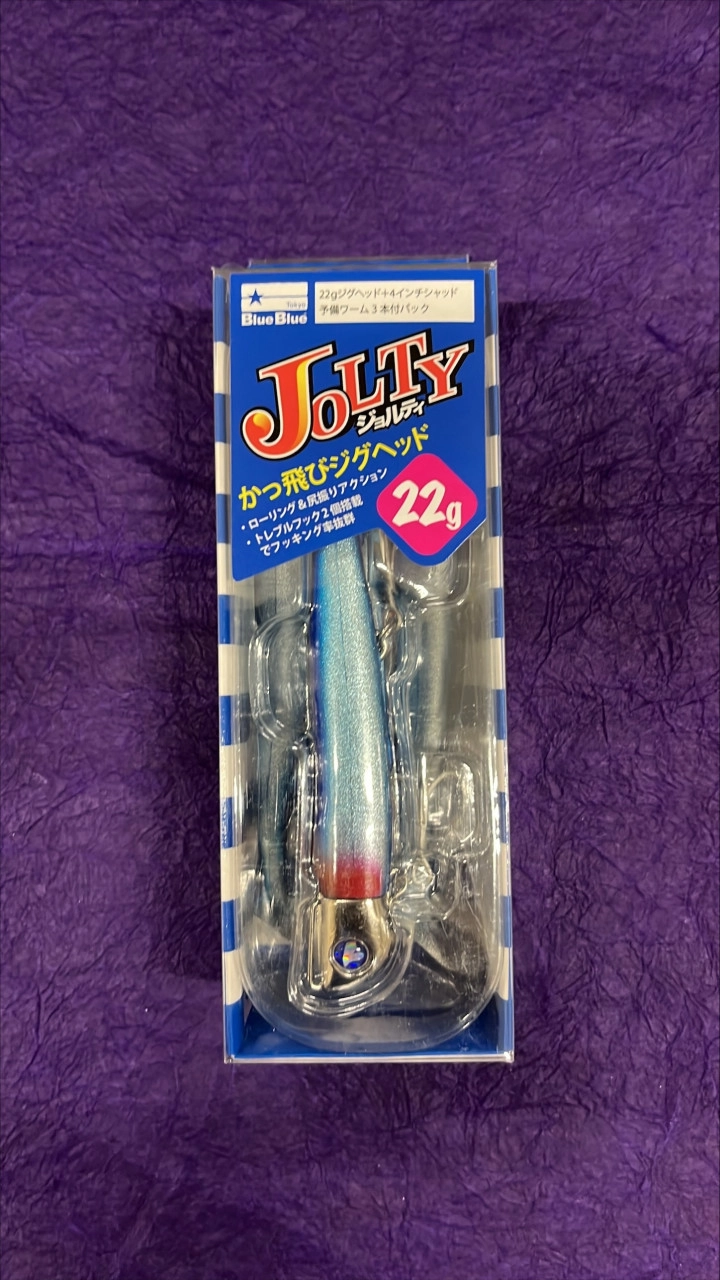 Tokyo
BlueBlue
22gジグヘッド+4インチシャッド
予備ワーム3本付パック
JOLTY
ジョルティ
かっ飛びジグヘッド
・ローリング&尻振りアクション
・トレブルフック2個搭載
でフッキング率抜群
22g